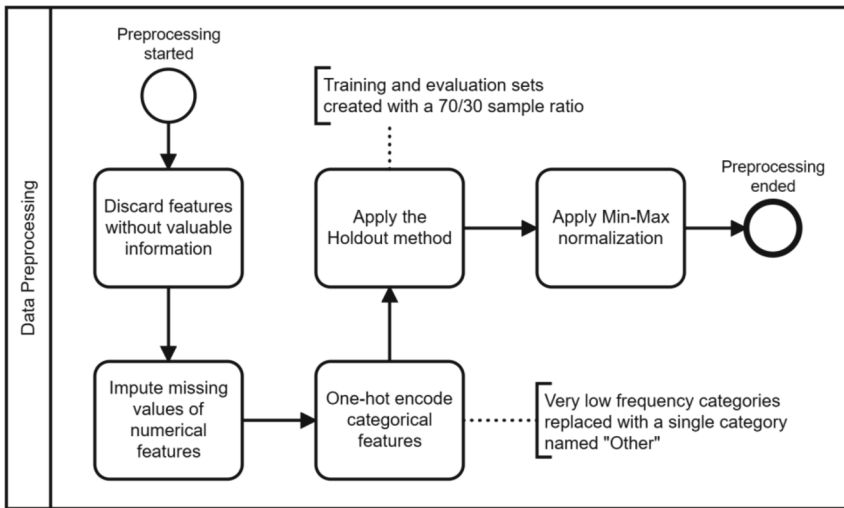 Data Preprocessing
Preprocessing
started
Discard features
without valuable
information
Impute missing
values of
numerical
features
One-hot encode
categorical
features
Very low frequency categories
replaced with a single category
named "Other"
Apply the
Holdout method
Training and evaluation sets
created with a 70/30 sample ratio
Apply Min-Max
normalization
Preprocessing
ended